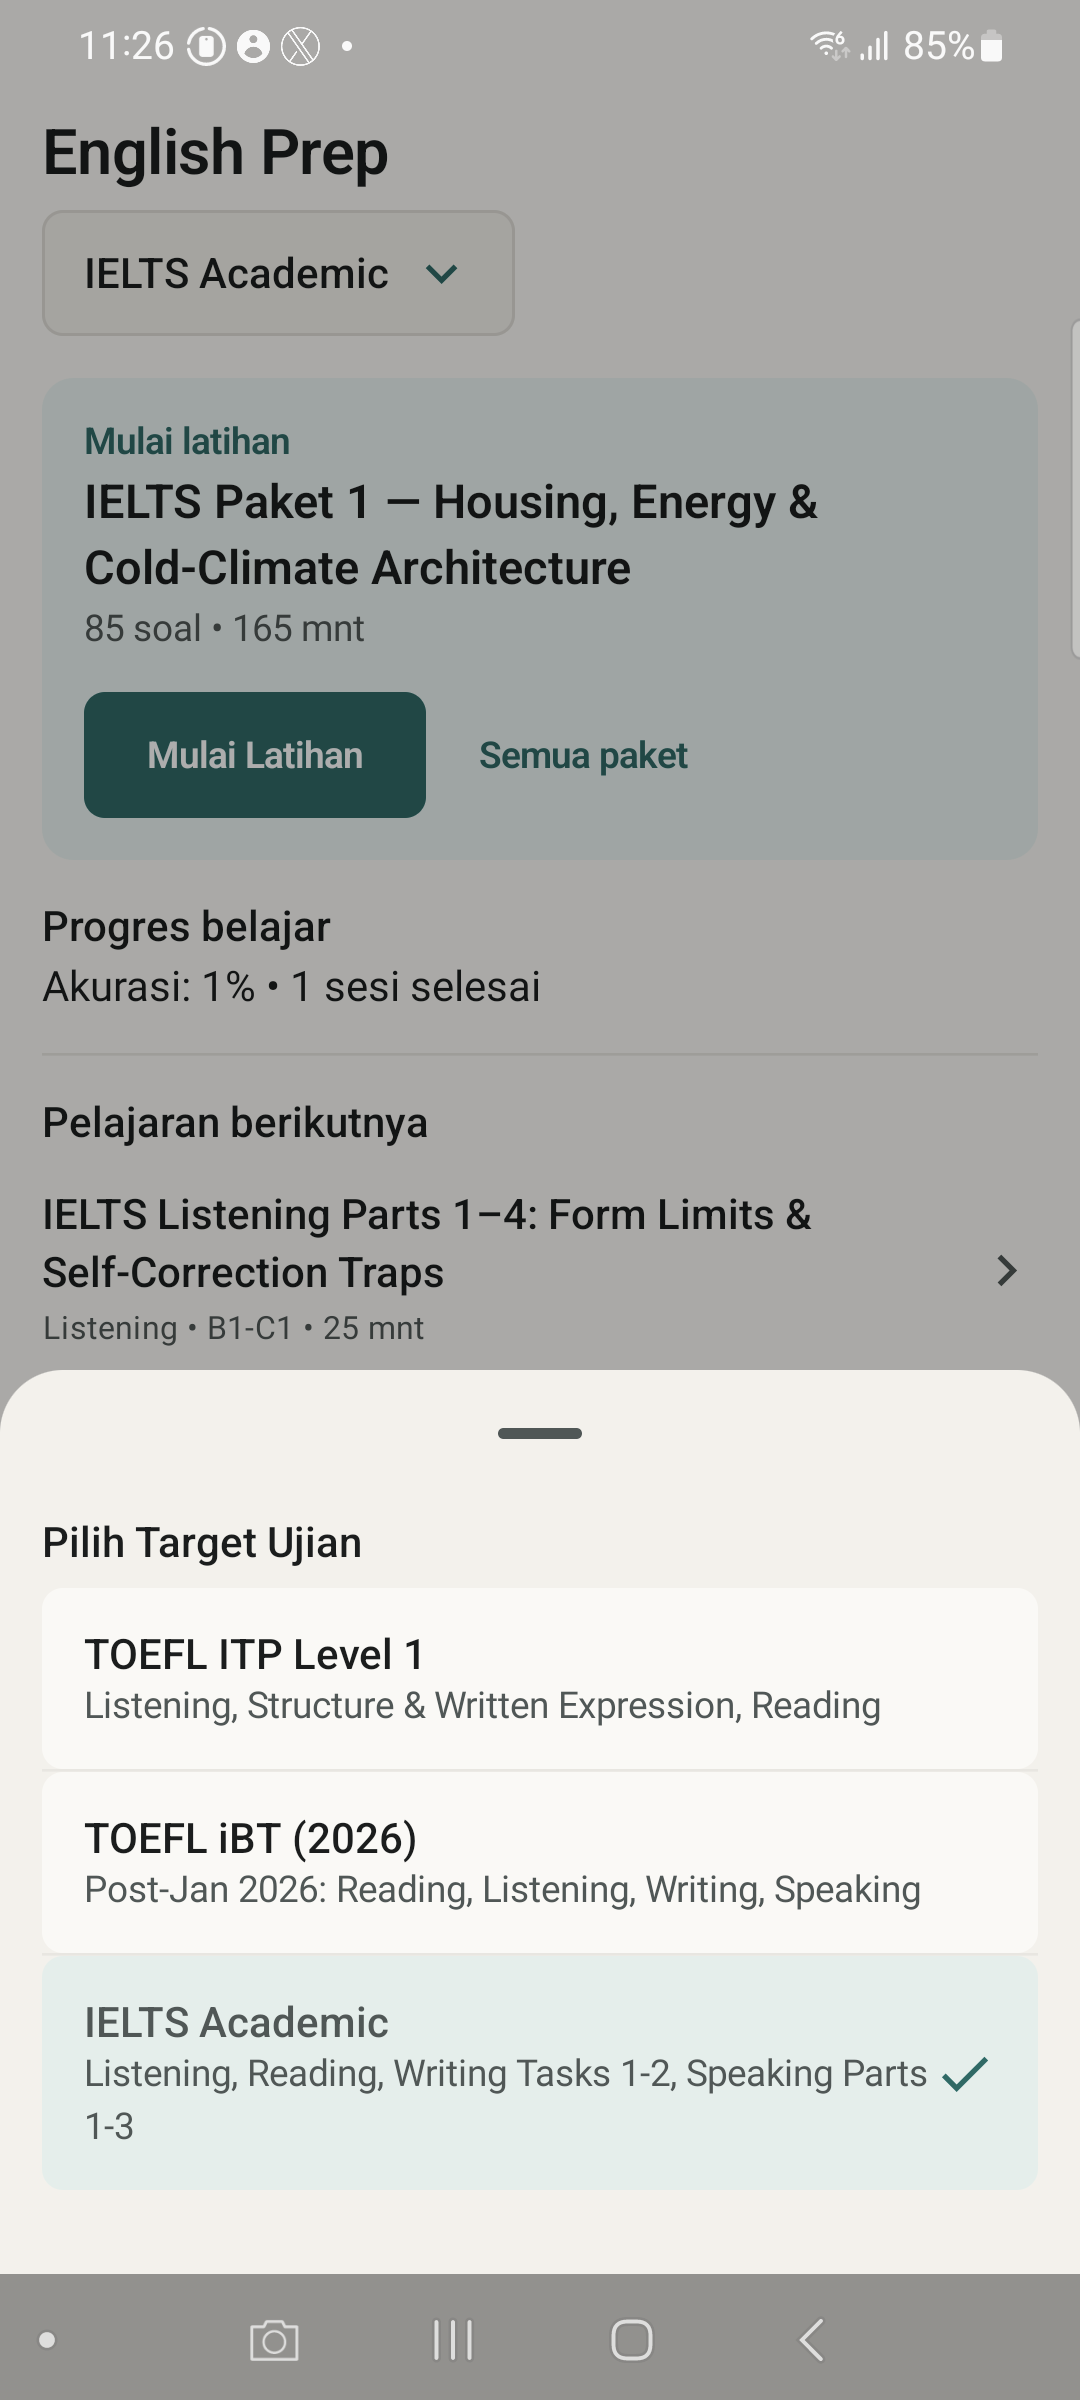 11:26
85%
English Prep
IELTS Academic
Mulai latihan
IELTS Paket 1 — Housing, Energy &
Cold-Climate Architecture
85 soal • 165 mnt
Mulai Latihan
Semua paket
Progres belajar
Akurasi: 1% • 1 sesi selesai
Pelajaran berikutnya
IELTS Listening Parts 1–4: Form Limits &
Self-Correction Traps
Listening • B1-C1 • 25 mnt
Pilih Target Ujian
TOEFL ITP Level 1
Listening, Structure & Written Expression, Reading
TOEFL iBT (2026)
Post-Jan 2026: Reading, Listening, Writing, Speaking
IELTS Academic
Listening, Reading, Writing Tasks 1-2, Speaking Parts
1-3